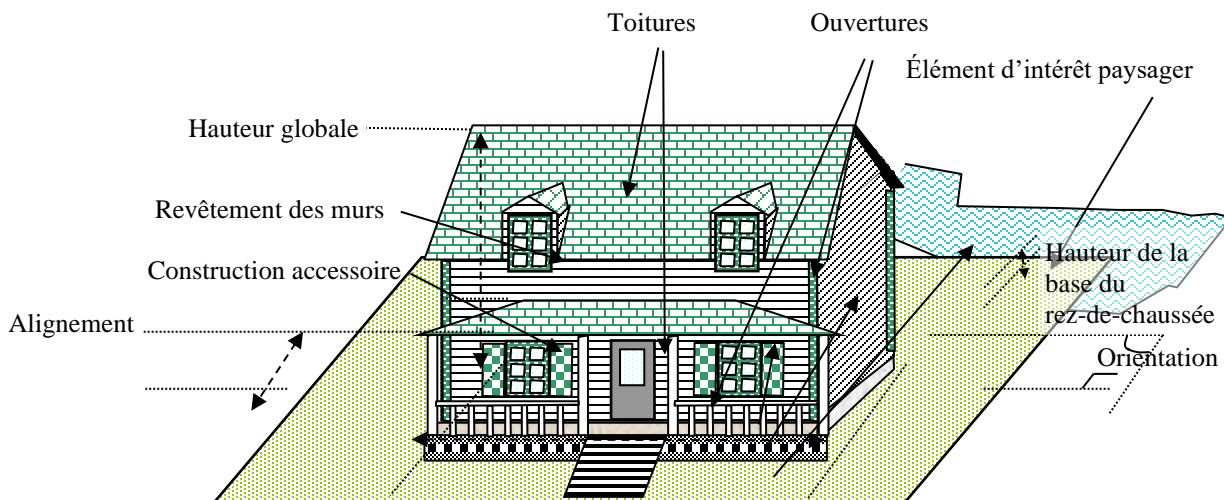 Toitures
Ouvertures
Élément d’intérêt paysager
Hauteur globale
Revêtement des murs
Construction accessoire
Hauteur de la
base du
rez-de-chaussée
Alignement
Orientation